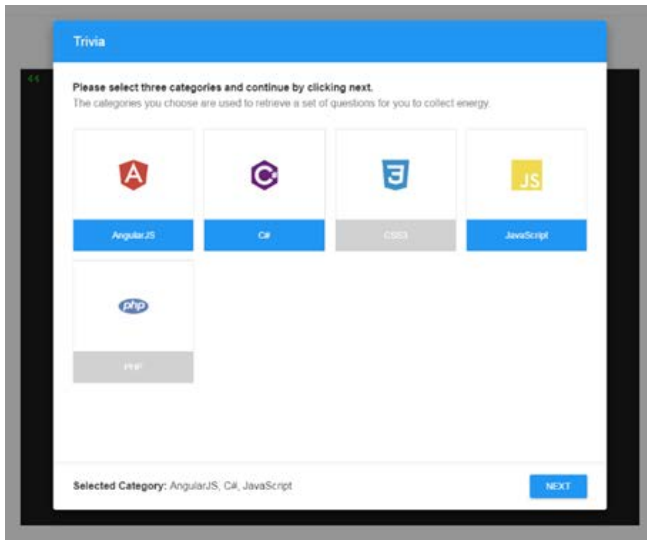 Trivia
44
Please select three categories and continue by clicking next.
The categories you choose are used to retrieve a set of questions for you to collect energy.
JS
AngularJS C# CSS3 JavaScript
php
PHP
Selected Category: AngularJS, C#, JavaScript NEXT